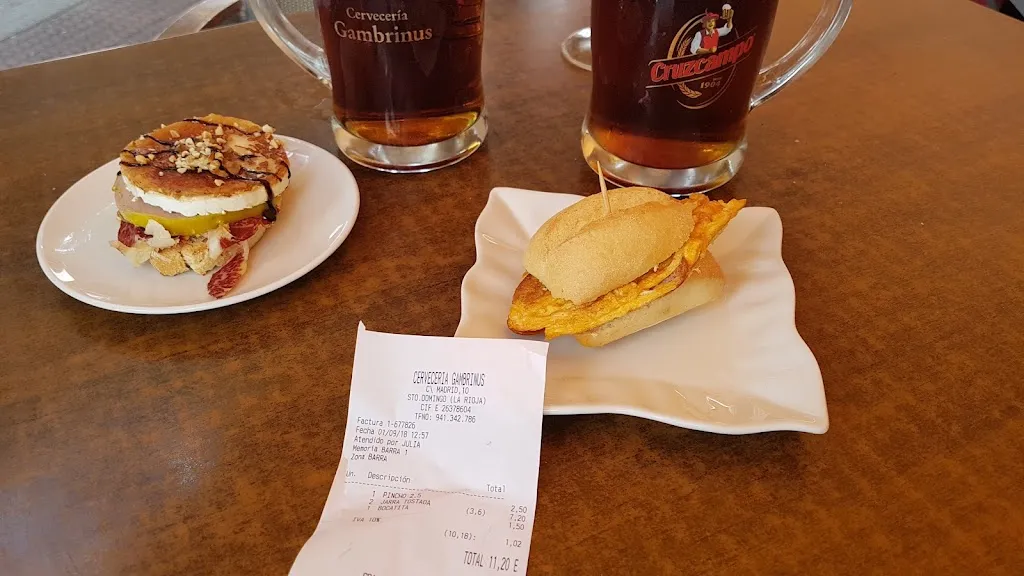 Cervecería
Gambrinus
Cruzcampo
1904
CERVECERIA GAMBRINUS
C\ MADRID,10
STO.DOMINGO (LA RIOJA)
CIF E 26378604
TFNO: 941.342.786
Factura 1-677826
Fecha 01/09/18 12:57
Atendido por JULIA
Memoria BARRA 1
Zona BARRA
Un. Descripción Total
1 PINCHO 2.5 2,50
2 JARRA TOSTADA (3,6) 7,20
1 BOCATITA 1,50
Iva 10% (10,18): 1,02
TOTAL 11,20 E